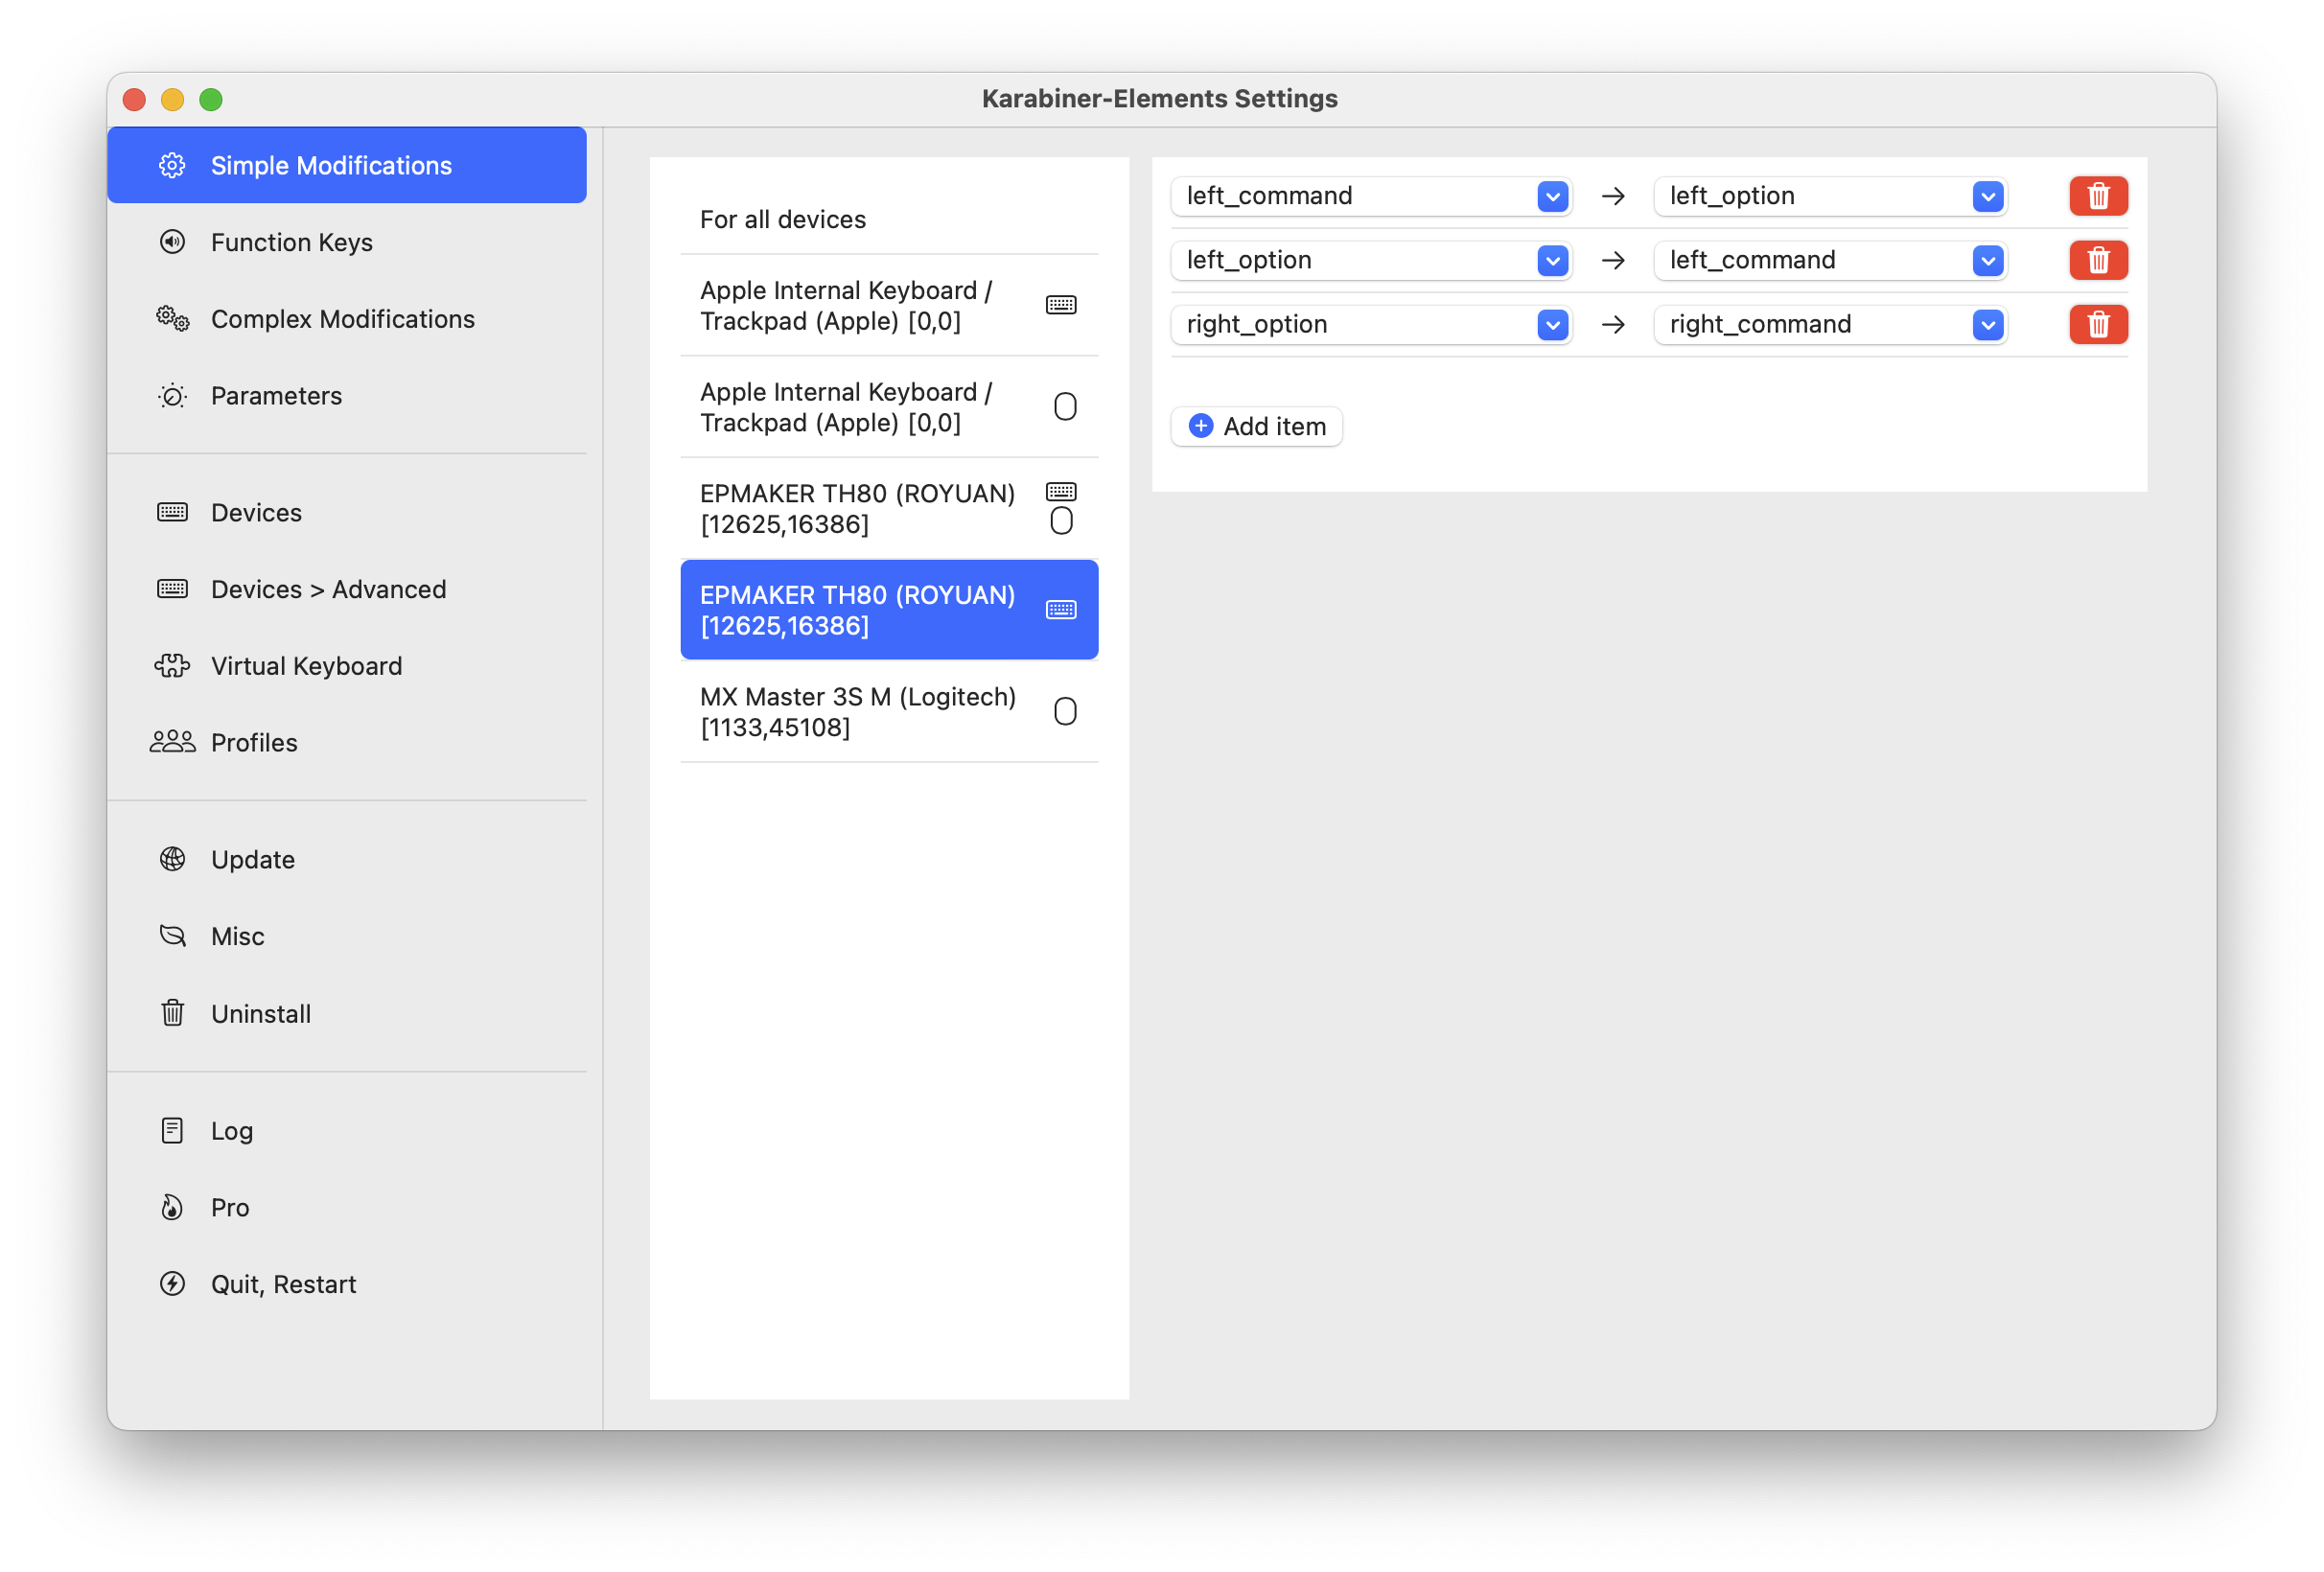 Karabiner-Elements Settings
Simple Modifications
Function Keys
Complex Modifications
Parameters
Devices
Devices > Advanced
Virtual Keyboard
Profiles
Update
Misc
Uninstall
Log
Pro
Quit, Restart
For all devices
Apple Internal Keyboard /
Trackpad (Apple) [0,0]
Apple Internal Keyboard /
Trackpad (Apple) [0,0]
EPMAKER TH80 (ROYUAN)
[12625,16386]
EPMAKER TH80 (ROYUAN)
[12625,16386]
MX Master 3S M (Logitech)
[1133,45108]
left_command → left_option
left_option → left_command
right_option → right_command
Add item